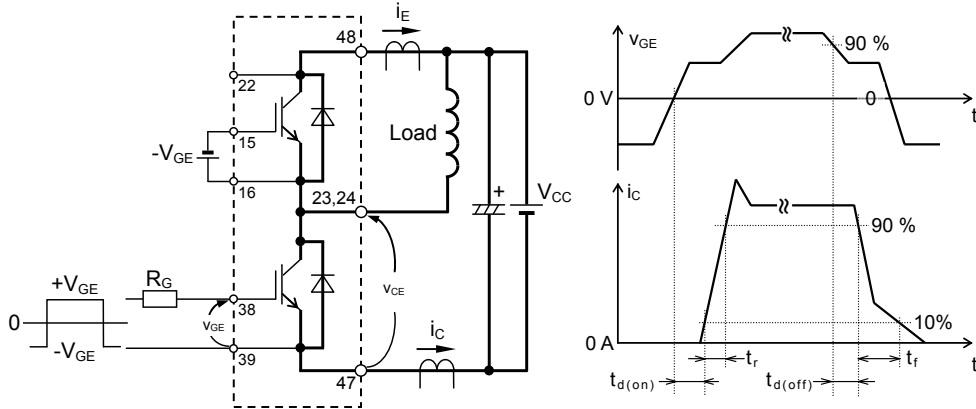 48
i_E
22
15
-V_GE
16
23,24
Load
+
V_CC
+V_GE
0
-V_GE
R_G
38
v_GE
39
v_CE
i_C
47
v_GE
90 %
0 V
0
t
i_C
90 %
10%
0 A
t
t_r
t_f
t_d(on)
t_d(off)